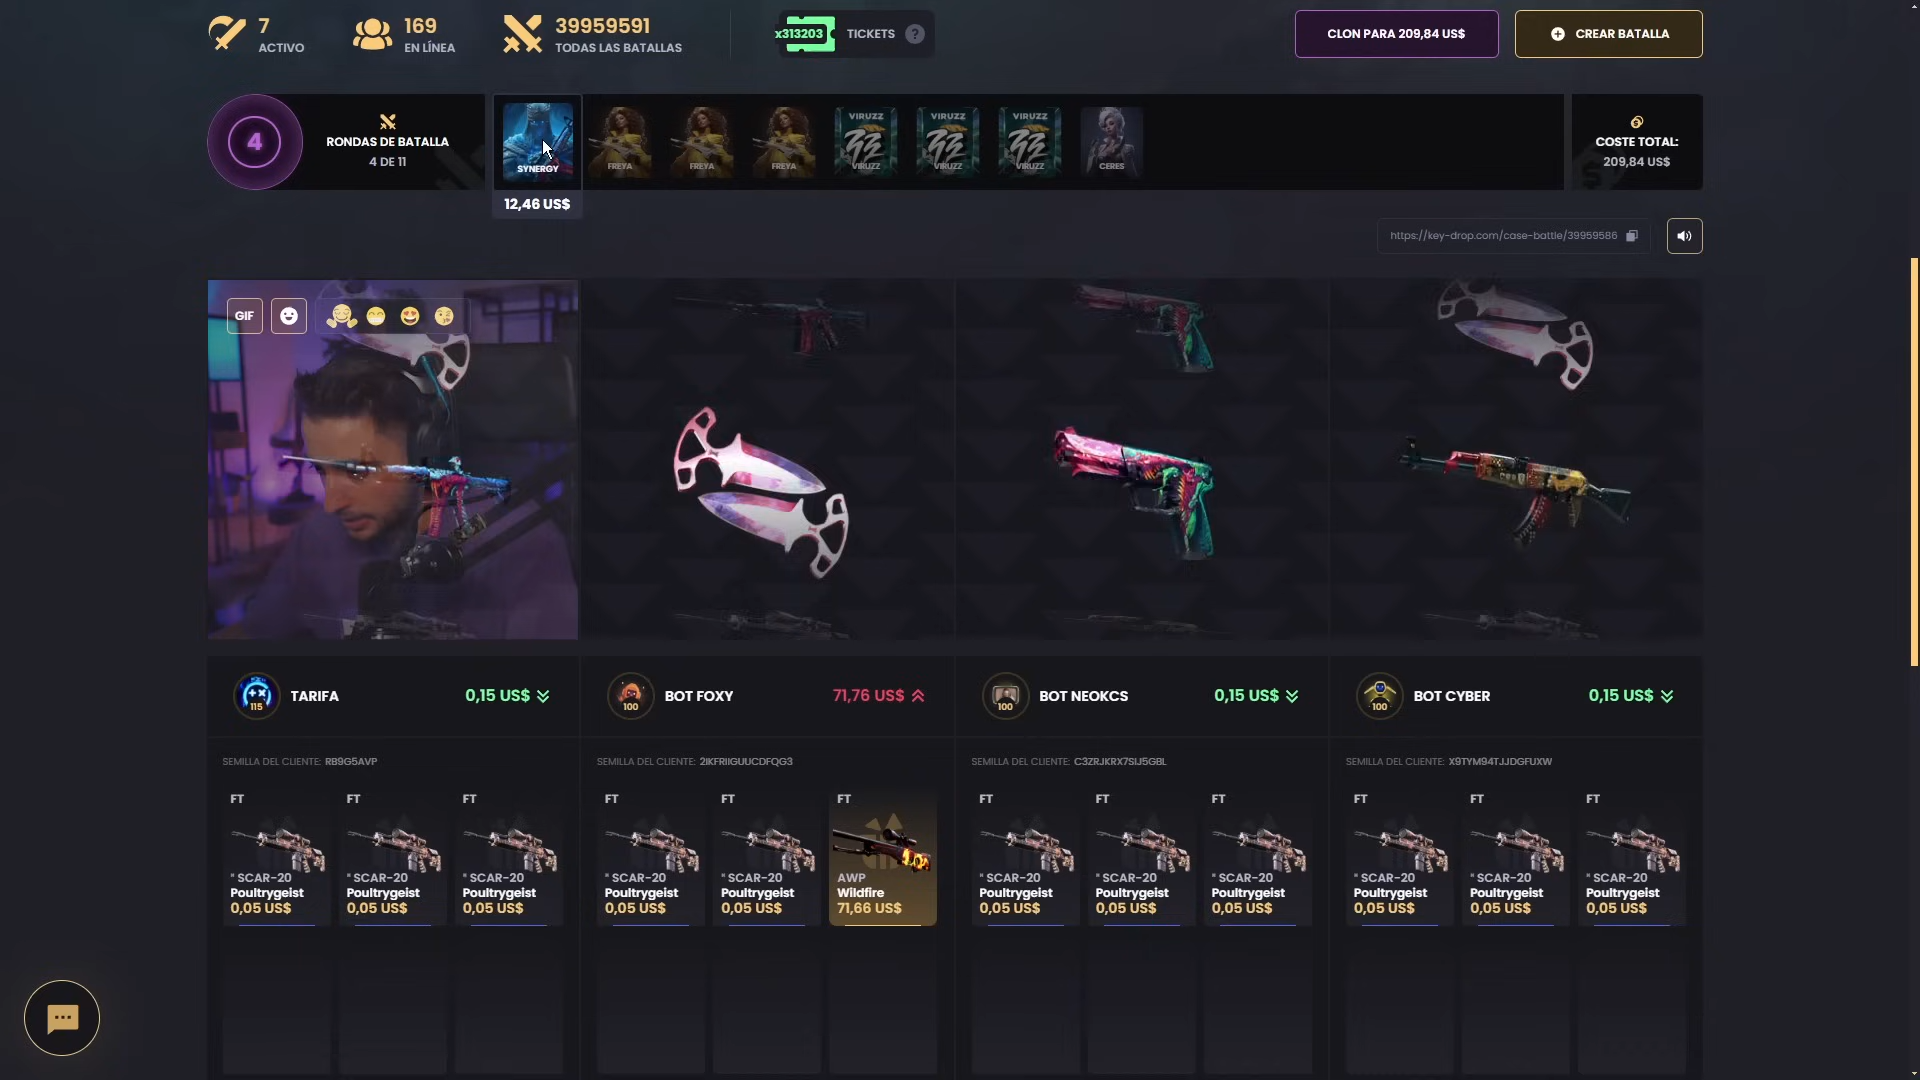 7
ACTIVO
169
EN LÍNEA
39959591
TODAS LAS BATALLAS
x313203
TICKETS
?
CLON PARA 209,84 US$
CREAR BATALLA
4
RONDAS DE BATALLA
4 DE 11
SYNERGY
FREYA
FREYA
FREYA
VIRUZZ
VIRUZZ
VIRUZZ
VIRUZZ
VIRUZZ
VIRUZZ
CERES
COSTE TOTAL:
209,84 US$
12,46 US$
https://key-drop.com/case-battle/39959586
GIF
115
TARIFA
0,15 US$
100
BOT FOXY
71,76 US$
100
BOT NEOKCS
0,15 US$
100
BOT CYBER
0,15 US$
SEMILLA DEL CLIENTE: RB9G5AVP
SEMILLA DEL CLIENTE: 2IKFRIIGUUCDFQG3
SEMILLA DEL CLIENTE: C3ZRJKRX7SIJ5GBL
SEMILLA DEL CLIENTE: X9TYM94TJJDGFUXW
FT FT FT FT FT FT FT FT FT FT FT FT
* SCAR-20 * SCAR-20 * SCAR-20 * SCAR-20 * SCAR-20 AWP * SCAR-20 * SCAR-20 * SCAR-20 * SCAR-20 * SCAR-20 * SCAR-20
Poultrygeist Poultrygeist Poultrygeist Poultrygeist Poultrygeist Wildfire Poultrygeist Poultrygeist Poultrygeist Poultrygeist Poultrygeist Poultrygeist
0,05 US$ 0,05 US$ 0,05 US$ 0,05 US$ 0,05 US$ 71,66 US$ 0,05 US$ 0,05 US$ 0,05 US$ 0,05 US$ 0,05 US$ 0,05 US$